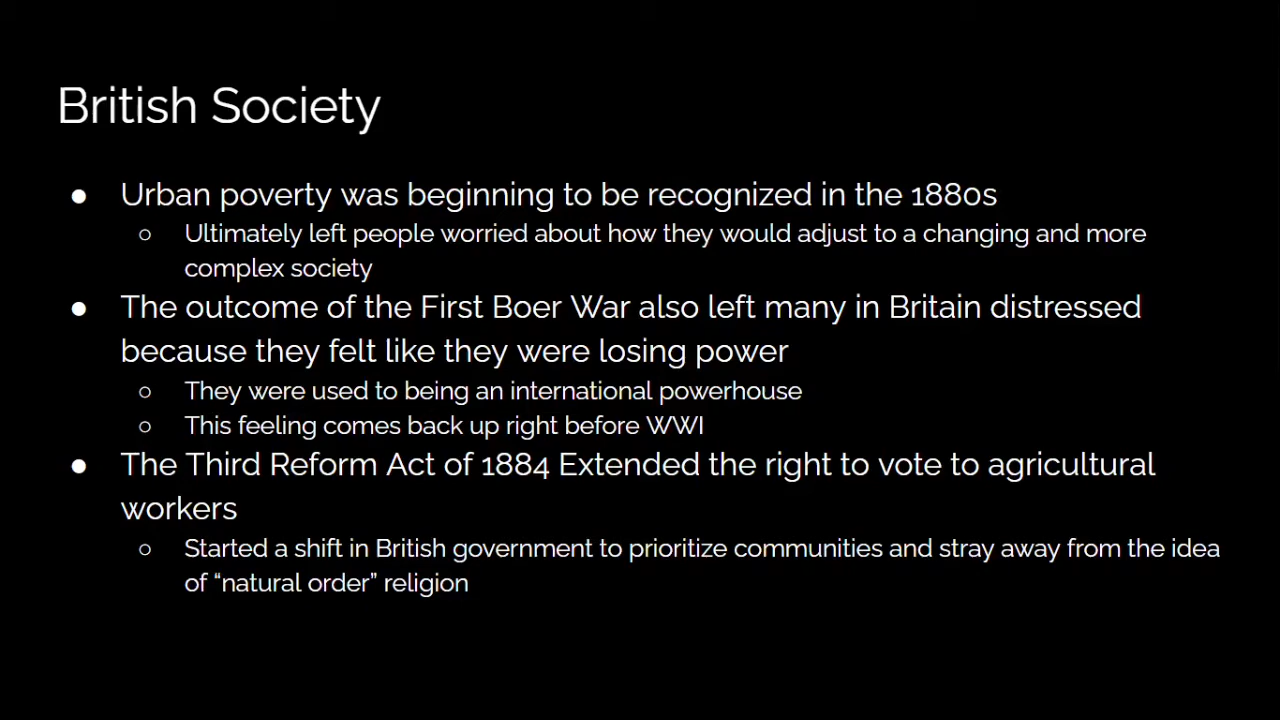 British Society
● Urban poverty was beginning to be recognized in the 1880s
○ Ultimately left people worried about how they would adjust to a changing and more
complex society
● The outcome of the First Boer War also left many in Britain distressed
because they felt like they were losing power
○ They were used to being an international powerhouse
○ This feeling comes back up right before WWI
● The Third Reform Act of 1884 Extended the right to vote to agricultural
workers
○ Started a shift in British government to prioritize communities and stray away from the idea
of “natural order” religion